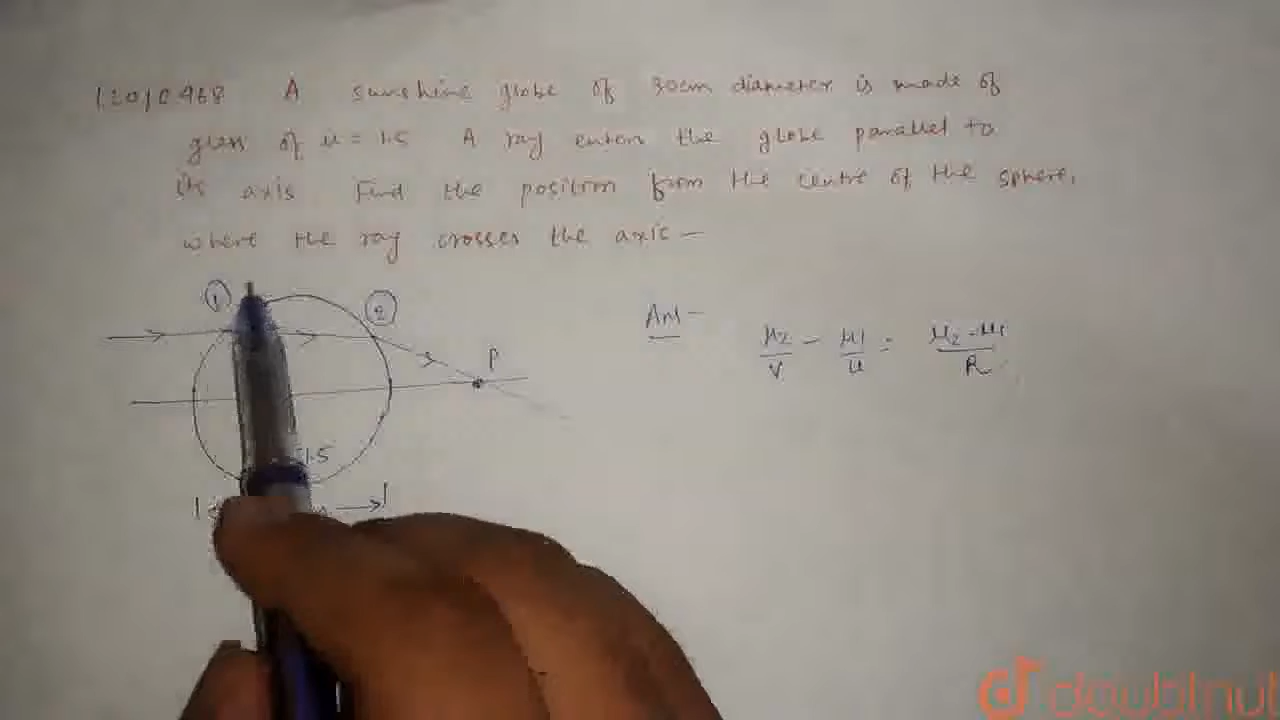 12010468 A sunshine globe of 30cm diameter is made of
glass of μ = 1.5 A ray enters the globe parallel to
its axis Find the position from the centre of the sphere,
where the ray crosses the axis —
① ②
P
1.5
Ans —
μ2/v - μ1/u = μ2-μ1/R
doubtnut